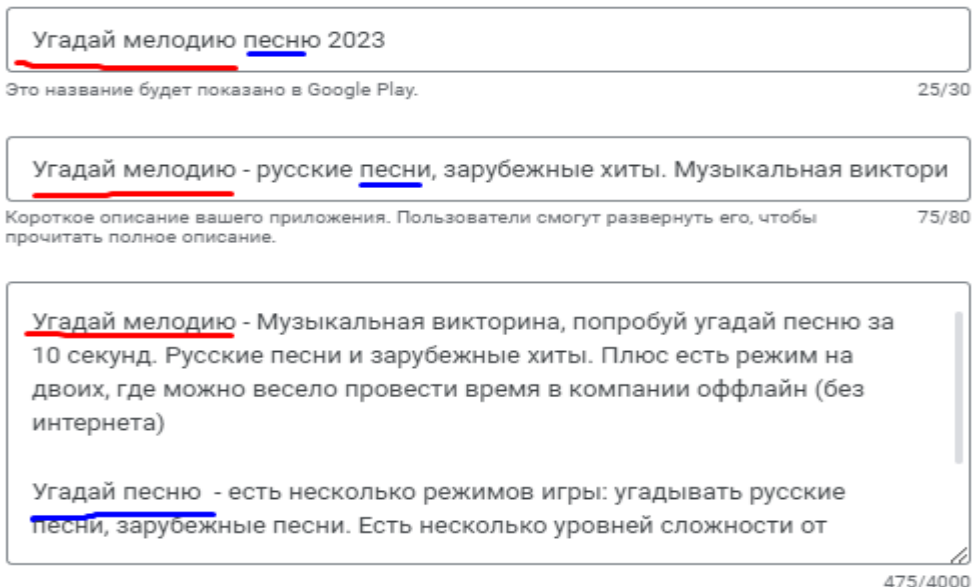 Угадай мелодию песню 2023
Это название будет показано в Google Play.
25/30
Угадай мелодию - русские песни, зарубежные хиты. Музыкальная виктори
Короткое описание вашего приложения. Пользователи смогут развернуть его, чтобы
прочитать полное описание.
75/80
Угадай мелодию - Музыкальная викторина, попробуй угадай песню за
10 секунд. Русские песни и зарубежные хиты. Плюс есть режим на
двоих, где можно весело провести время в компании оффлайн (без
интернета)
Угадай песню - есть несколько режимов игры: угадывать русские
песни, зарубежные песни. Есть несколько уровней сложности от
475/4000